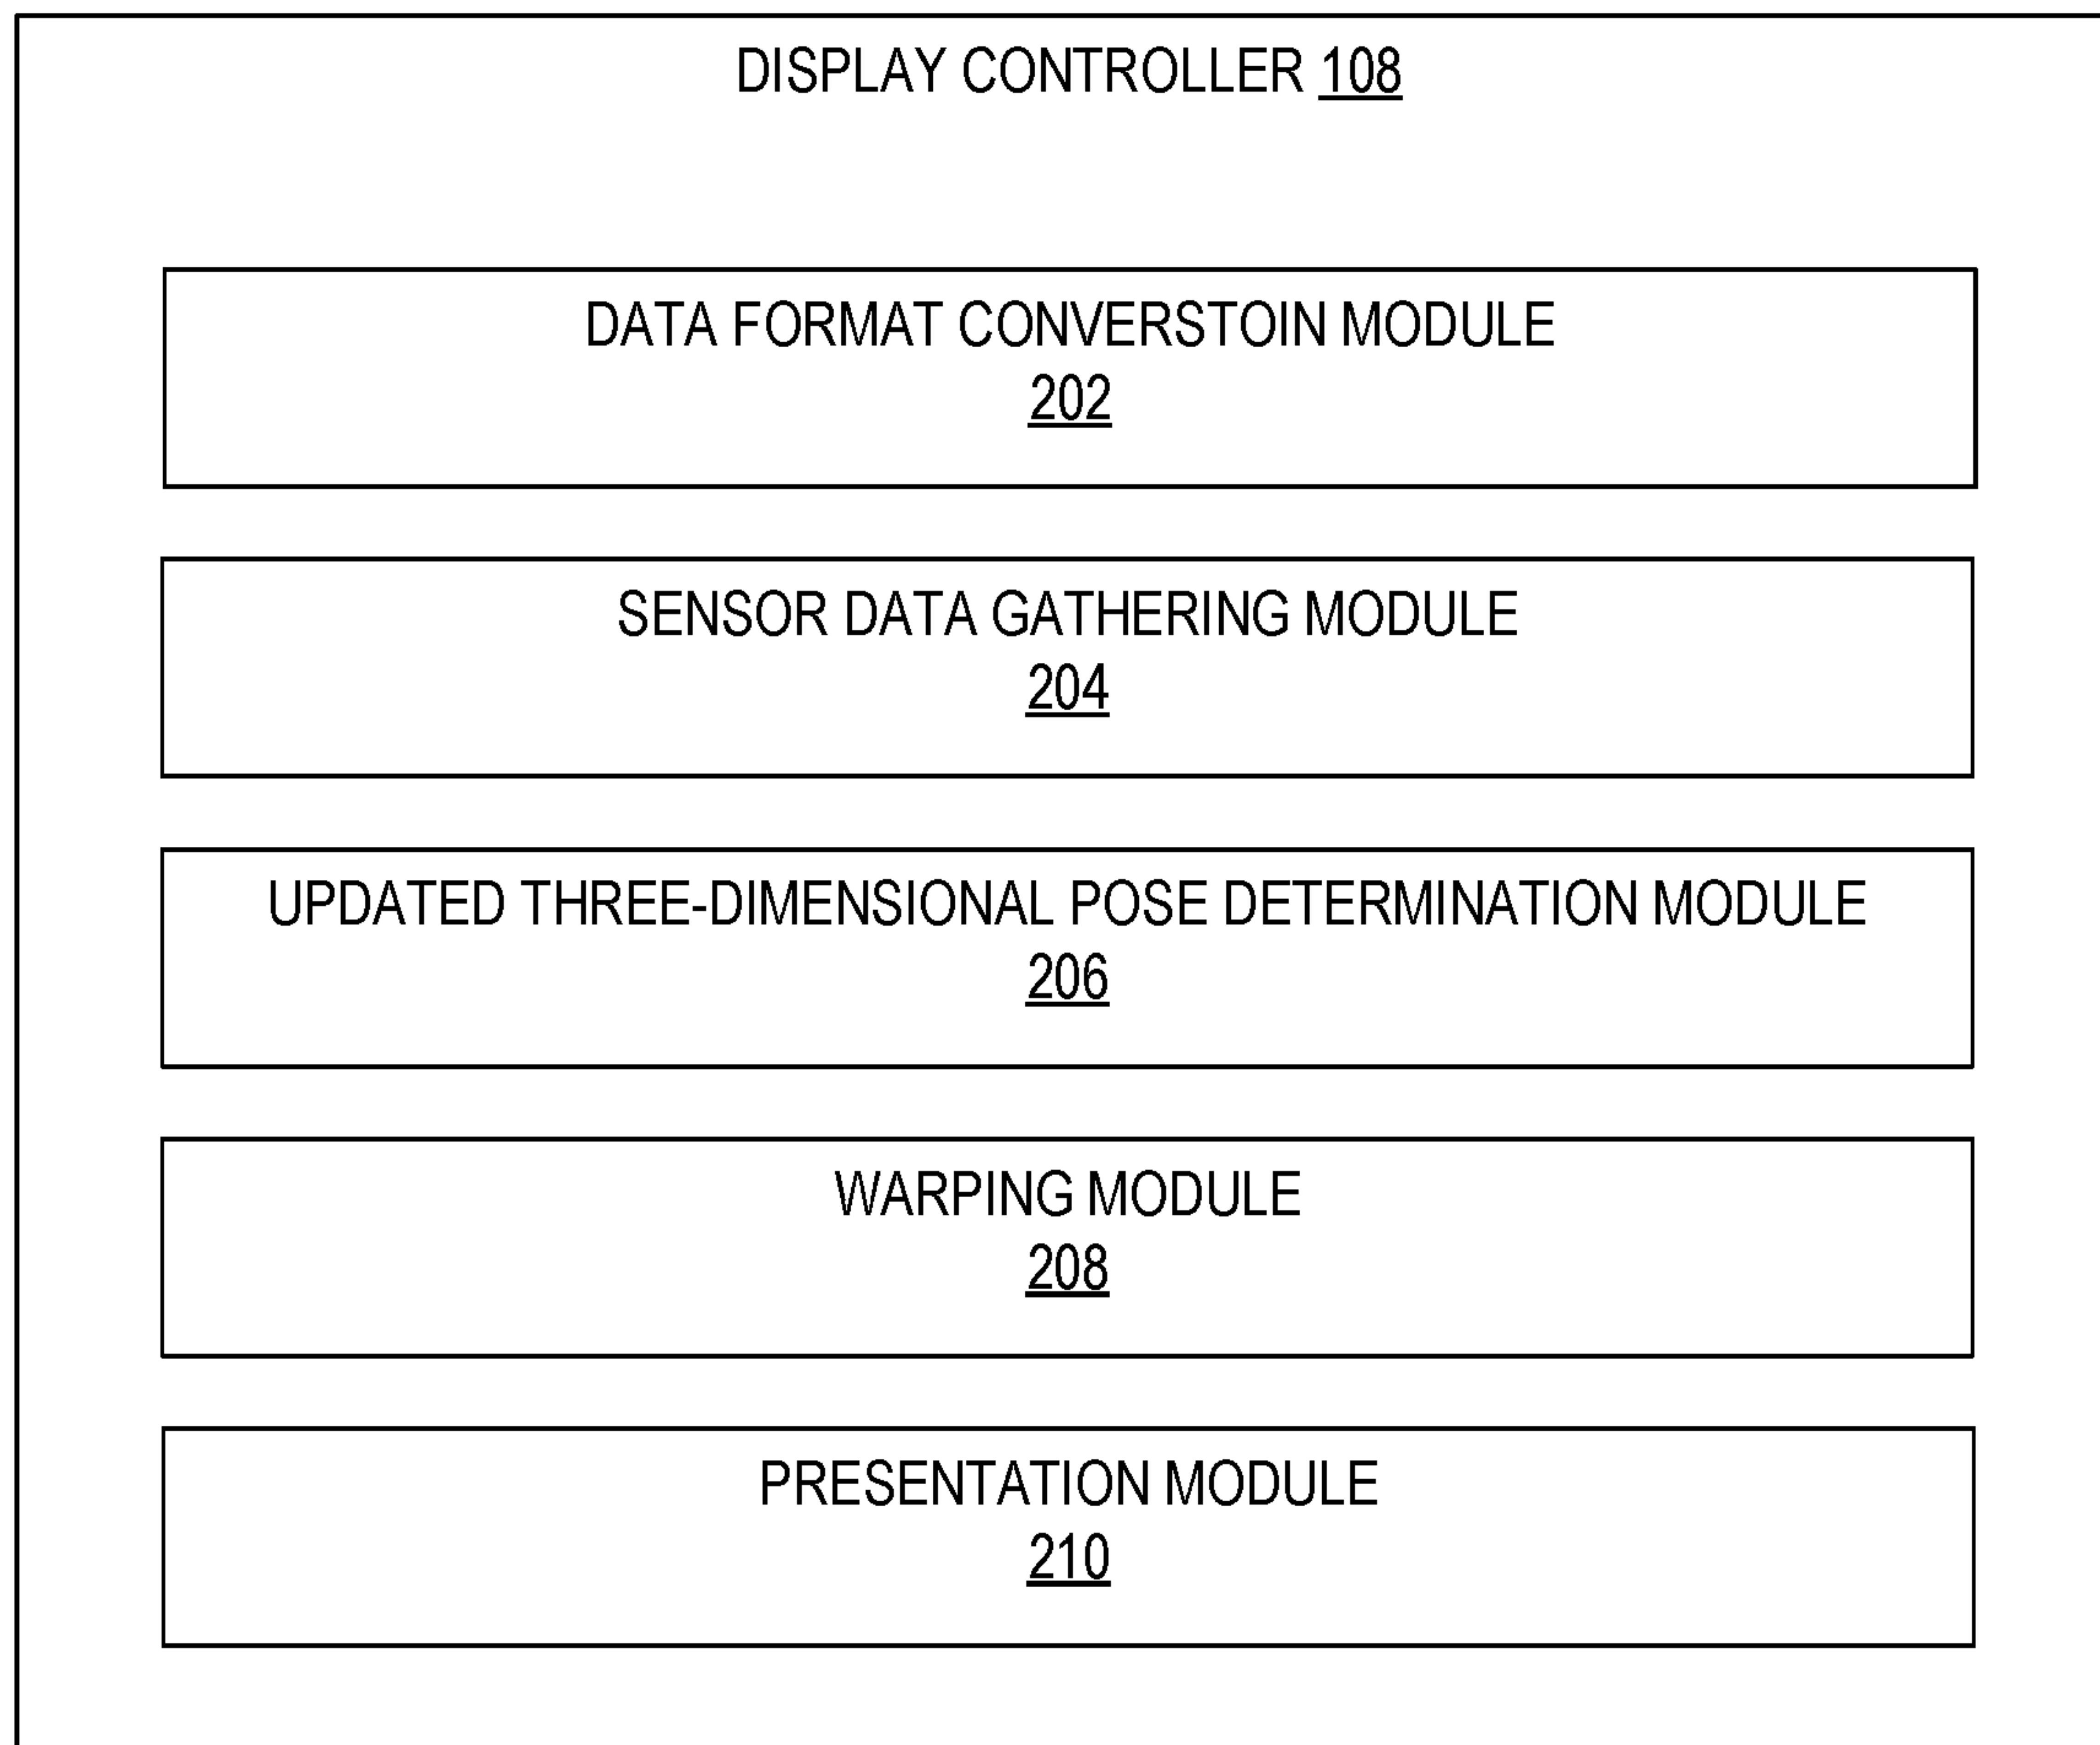 DISPLAY CONTROLLER 108
DATA FORMAT CONVERSTOIN MODULE
202
SENSOR DATA GATHERING MODULE
204
UPDATED THREE-DIMENSIONAL POSE DETERMINATION MODULE
206
WARPING MODULE
208
PRESENTATION MODULE
210